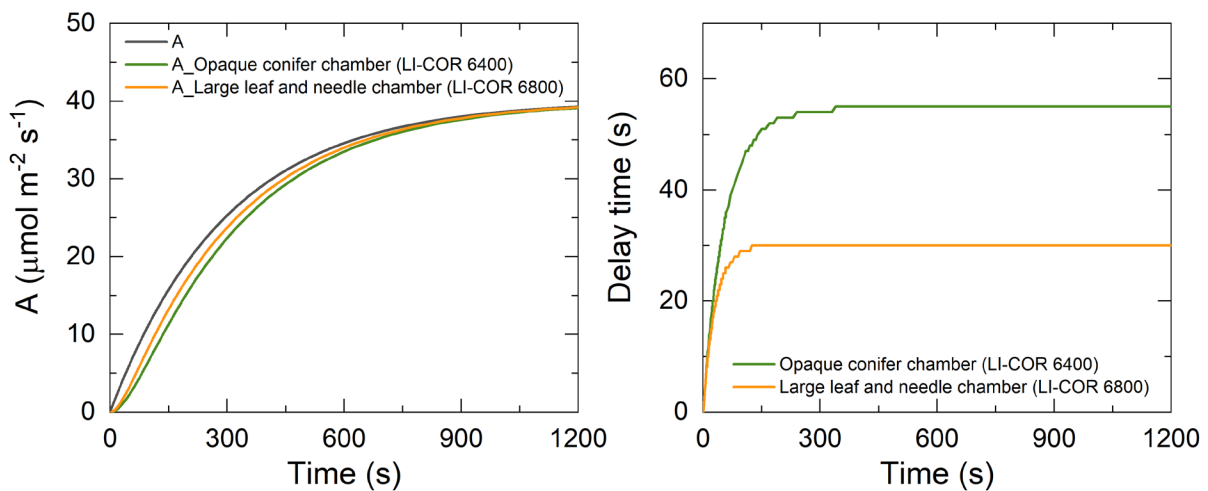 50
40
30
20
10
0
A (μmol m-2 s-1)
A
A_Opaque conifer chamber (LI-COR 6400)
A_Large leaf and needle chamber (LI-COR 6800)
0 300 600 900 1200
Time (s)
60
40
20
0
Delay time (s)
Opaque conifer chamber (LI-COR 6400)
Large leaf and needle chamber (LI-COR 6800)
0 300 600 900 1200
Time (s)